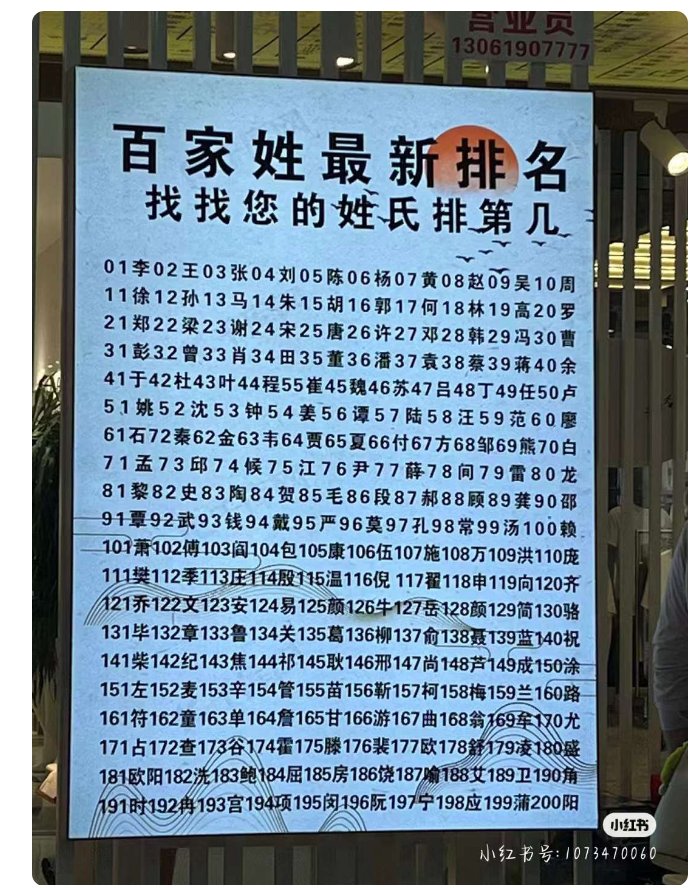 营业员
13061907777
百家姓最新排名
找找您的姓氏排第几
01李02王03张04刘05陈06杨07黄08赵09吴10周
11徐12孙13马14朱15胡16郭17何18林19高20罗
21郑22梁23谢24宋25唐26许27邓28韩29冯30曹
31彭32曾33肖34田35董36潘37袁38蔡39蒋40余
41于42杜43叶44程55崔45魏46苏47吕48丁49任50卢
51姚52沈53钟54姜56谭57陆58汪59范60廖
61石72秦62金63韦64贾65夏66付67方68邹69熊70白
71孟73邱74候75江76尹77薛78间79雷80龙
81黎82史83陶84贺85毛86段87郝88顾89龚90邵
91覃92武93钱94戴95严96莫97孔98常99汤100赖
101萧102傅103阎104包105康106伍107施108万109洪110庞
111樊112季113庄114殷115温116倪 117翟118申119向120齐
121乔122文123安124易125颜126牛127岳128颜129简130骆
131毕132章133鲁134关135葛136柳137俞138聂139蓝140祝
141柴142纪143焦144祁145耿146邢147尚148芦149成150涂
151左152麦153辛154管155苗156靳157柯158梅159兰160路
161符162童163单164詹165甘166游167曲168翁169车170尤
171占172查173谷174霍175滕176裴177欧178舒179凌180盛
181欧阳182冼183鲍184屈185房186饶187喻188艾189卫190角
191时192冉193宫194项195闵196阮197宁198应199蒲200阳
小红书
小红书号:1073470060